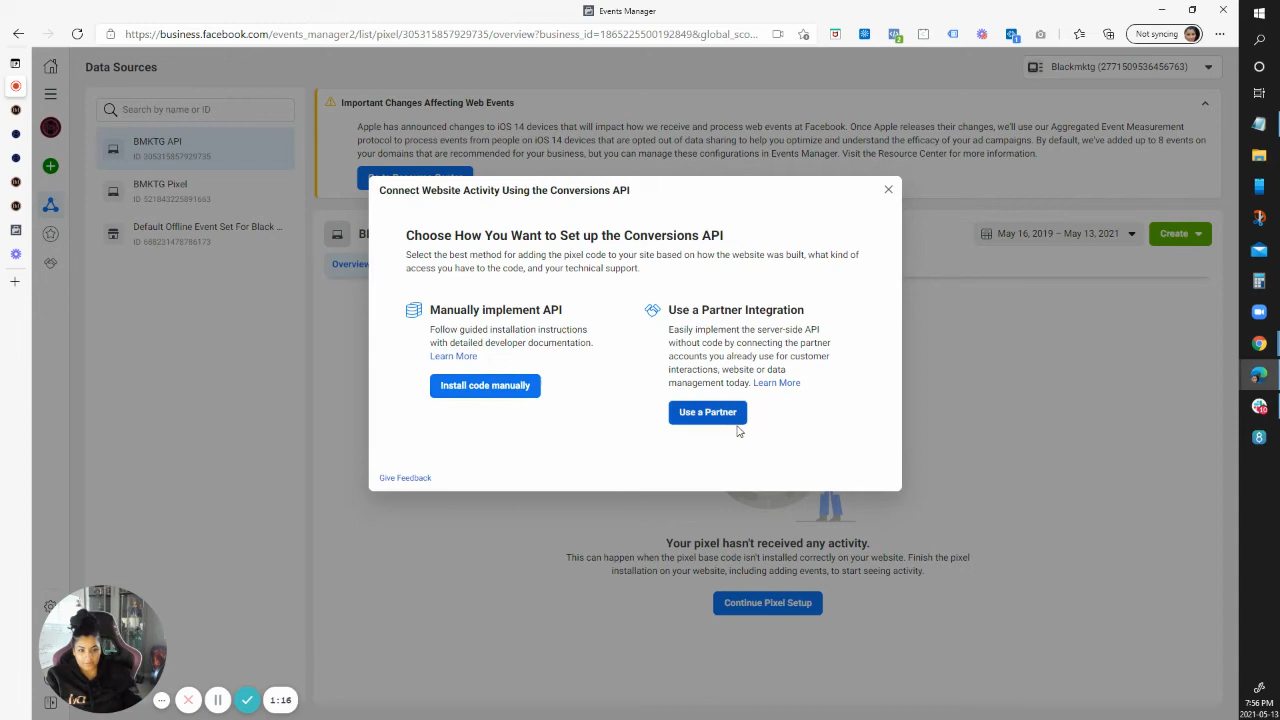 Events Manager
https://business.facebook.com/events_manager2/list/pixel/305315857929735/overview?business_id=1865225500192849&global_sco...
Not syncing
Data Sources
Blackmktg (2771509536456763)
Search by name or ID
BMKTG API
ID 3053158579297​35
BMKTG Pixel
ID 521843225891663
Default Offline Event Set For Black ...
ID 688231478786173
Important Changes Affecting Web Events
Apple has announced changes to iOS 14 devices that will impact how we receive and process web events at Facebook. Once Apple releases their changes, we'll use our Aggregated Event Measurement
protocol to process events from people on iOS 14 devices that are opted out of data sharing to help you optimize and understand the efficacy of your ad campaigns. By default, we've added up to 8 events on
your domains that are recommended for your business, but you can manage these configurations in Events Manager. Visit the Resource Center for more information.
Go to Resource Center
May 16, 2019 – May 13, 2021
Create
Overview
Connect Website Activity Using the Conversions API
Choose How You Want to Set up the Conversions API
Select the best method for adding the pixel code to your site based on how the website was built, what kind of
access you have to the code, and your technical support.
Manually implement API
Follow guided installation instructions
with detailed developer documentation.
Learn More
Install code manually
Use a Partner Integration
Easily implement the server-side API
without code by connecting the partner
accounts you already use for customer
interactions, website or data
management today. Learn More
Use a Partner
Give Feedback
Your pixel hasn't received any activity.
This can happen when the pixel base code isn't installed correctly on your website. Finish the pixel
installation on your website, including adding events, to start seeing activity.
Continue Pixel Setup
1:16
7:56 PM
2021-05-13